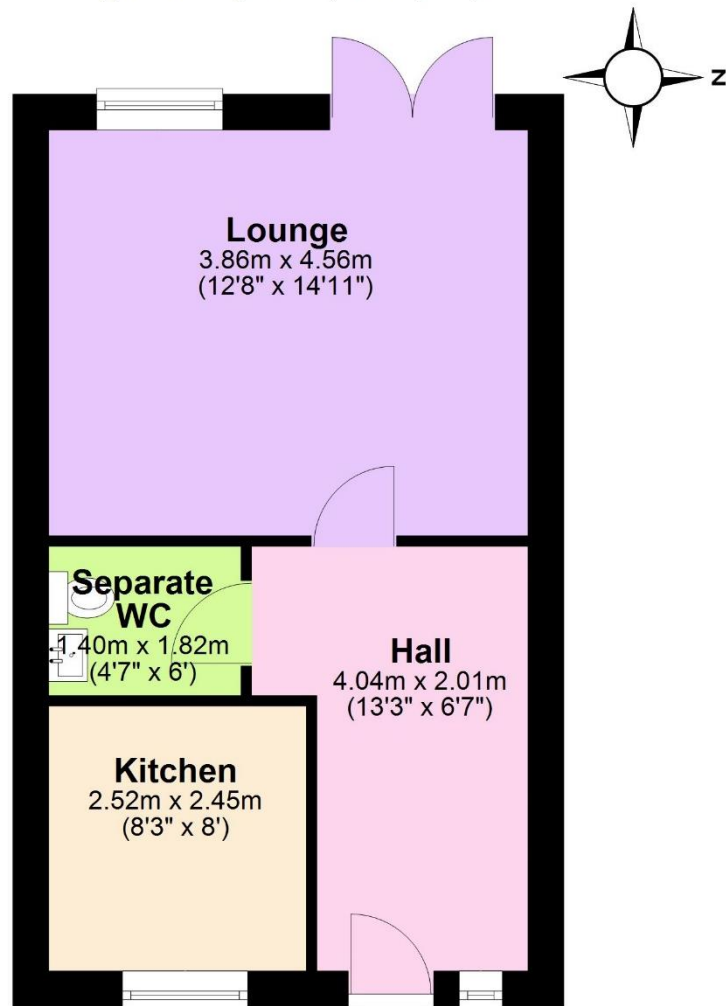 N
Lounge
3.86m x 4.56m
(12'8" x 14'11")
Separate
WC
1.40m x 1.82m
(4'7" x 6')
Hall
4.04m x 2.01m
(13'3" x 6'7")
Kitchen
2.52m x 2.45m
(8'3" x 8')